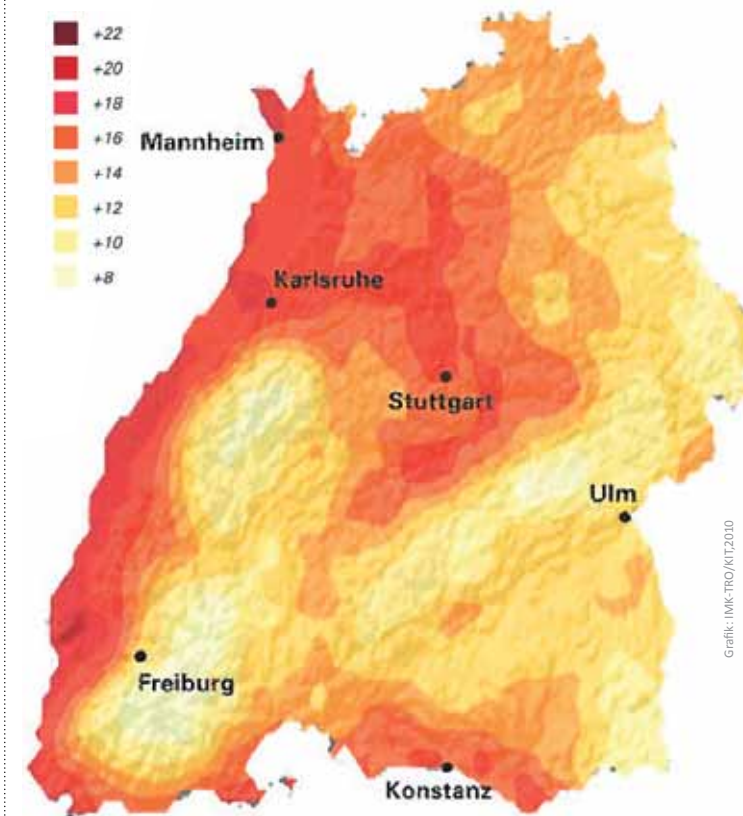 +22
+20
+18
+16
+14
+12
+10
+8
Mannheim
Karlsruhe
Stuttgart
Ulm
Freiburg
Konstanz
Grafik: IMK-TRO/KIT,2010